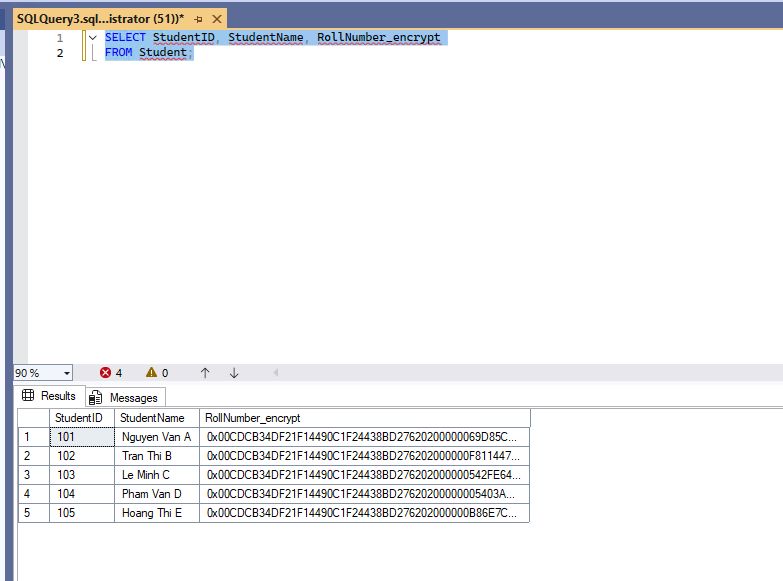 SQLQuery3.sql...istrator (51))*
1 SELECT StudentID, StudentName, RollNumber_encrypt
2 FROM Student;
90 % 4 0
Results Messages
StudentID StudentName RollNumber_encrypt
1 101 Nguyen Van A 0x00CDCB34DF21F14490C1F24438BD27620200000069D85C...
2 102 Tran Thi B 0x00CDCB34DF21F14490C1F24438BD276202000000F811447...
3 103 Le Minh C 0x00CDCB34DF21F14490C1F24438BD276202000000542FE64...
4 104 Pham Van D 0x00CDCB34DF21F14490C1F24438BD2762020000005403A...
5 105 Hoang Thi E 0x00CDCB34DF21F14490C1F24438BD276202000000B86E7C...